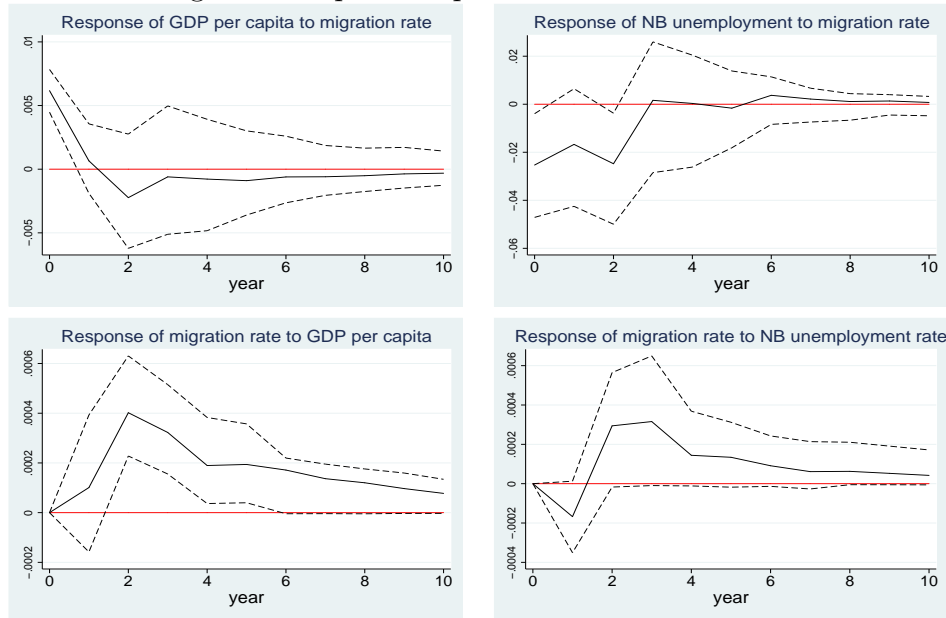 Response of GDP per capita to migration rate
.01
.005
0
−.005
0 2 4 6 8 10
year
Response of NB unemployment to migration rate
.02
0
−.02
−.04
−.06
0 2 4 6 8 10
year
Response of migration rate to GDP per capita
.0006
.0004
.0002
0
−.0002
0 2 4 6 8 10
year
Response of migration rate to NB unemployment rate
.0006
.0004
.0002
0
−.0002
−.0004
0 2 4 6 8 10
year